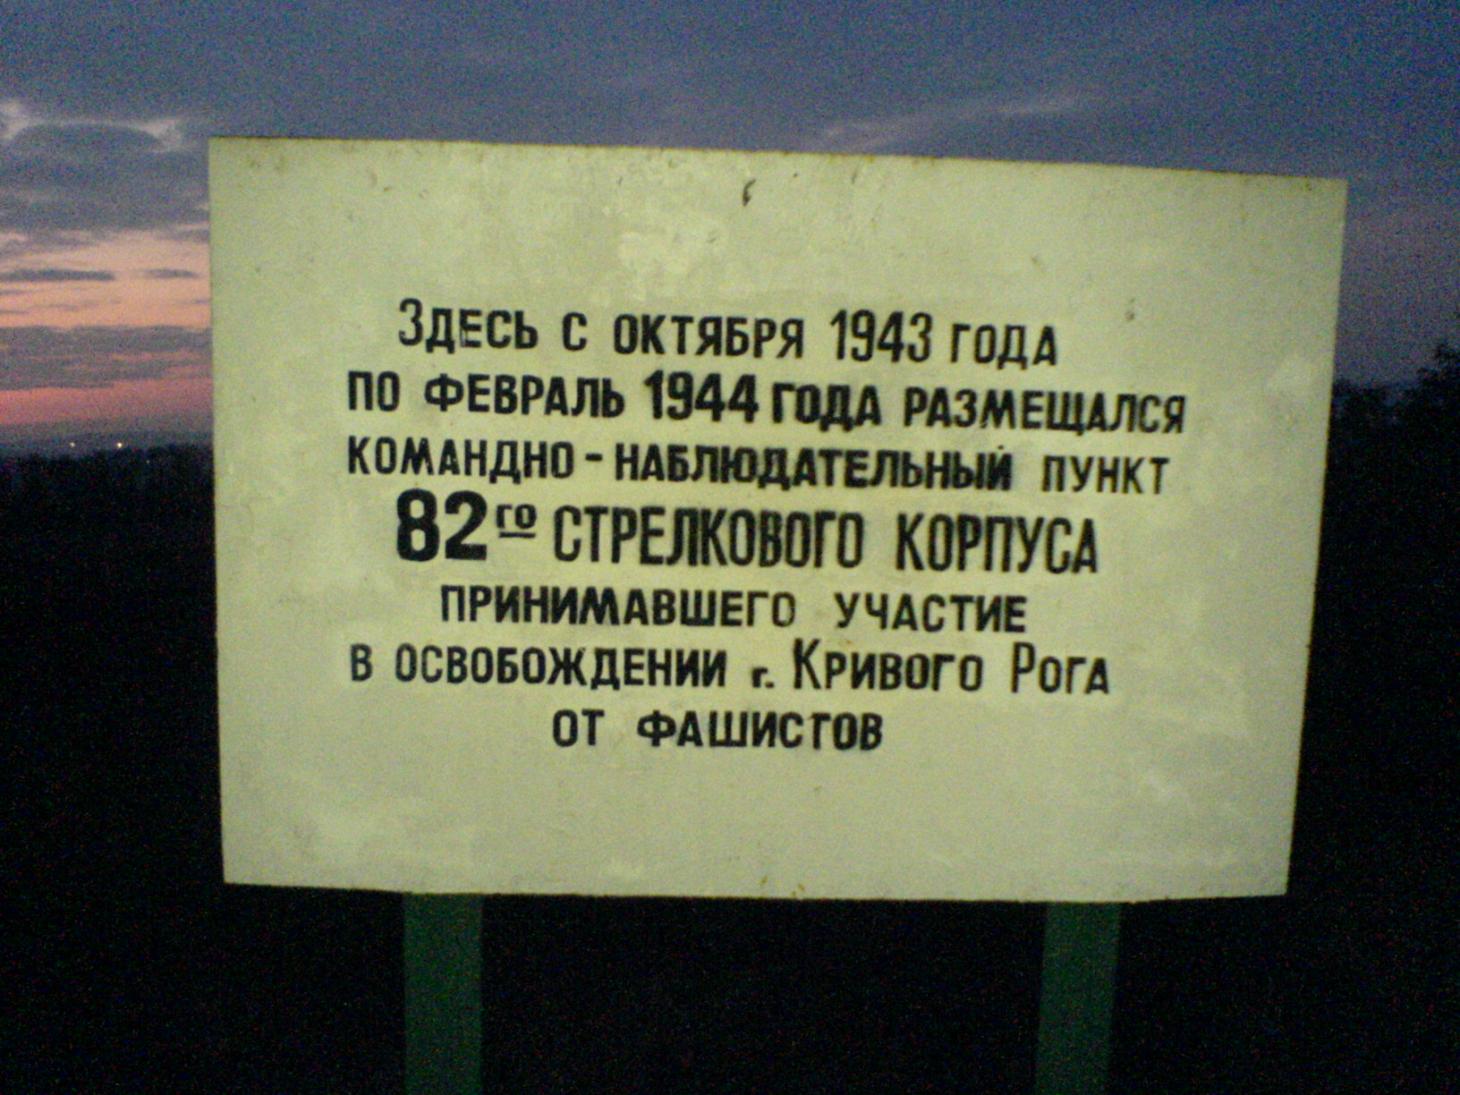 Здесь с октября 1943 года
по февраль 1944 года размещался
командно-наблюдательный пункт
82го стрелкового корпуса
принимавшего участие
в освобождении г. Кривого Рога
от фашистов